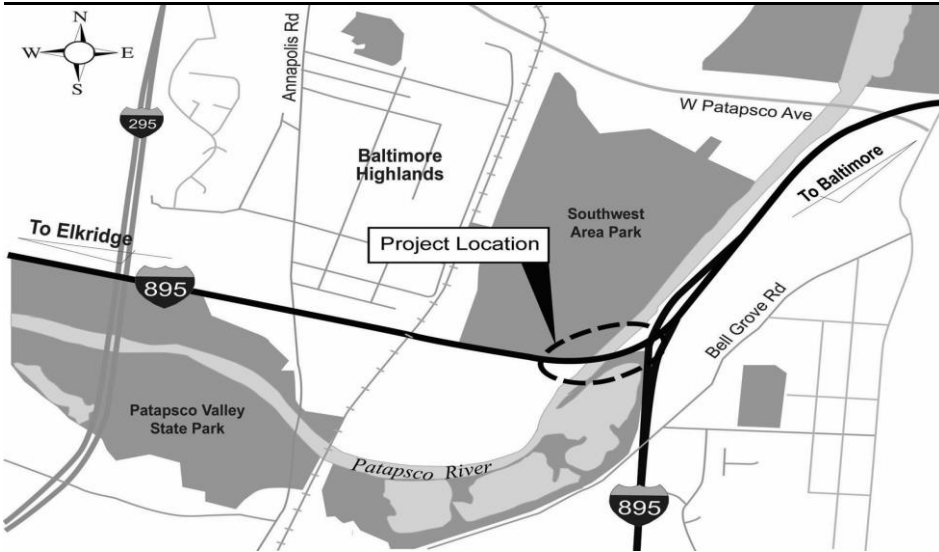 N
W E
S
295
Annapolis Rd
W Patapsco Ave
Baltimore
Highlands
To Baltimore
Southwest
Area Park
To Elkridge
Project Location
895
Bell Grove Rd
Patapsco Valley
State Park
Patapsco River
895